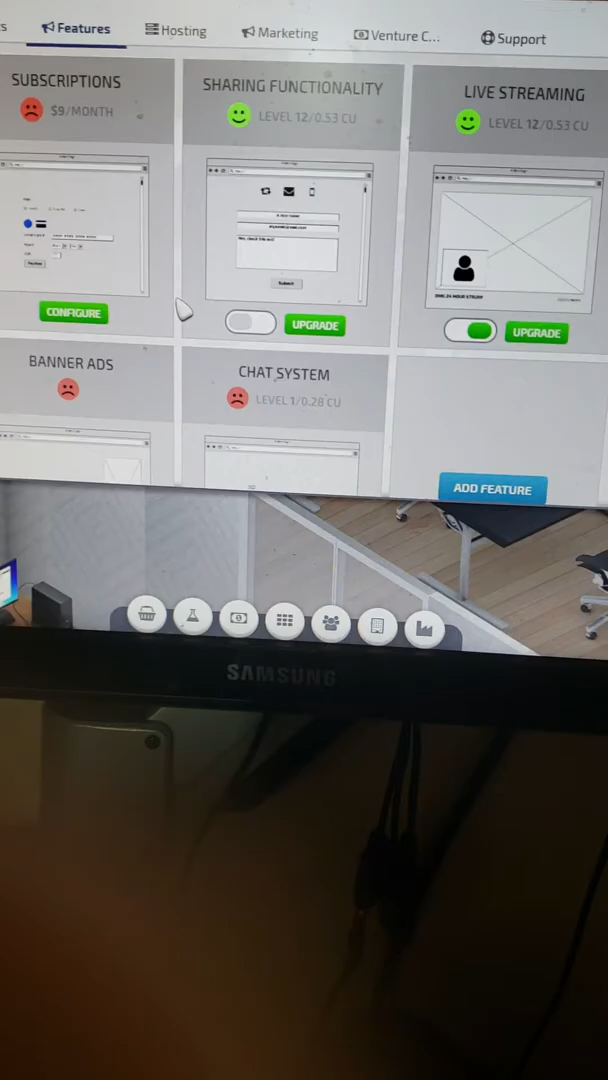 Features
Hosting
Marketing
Venture C...
Support
SUBSCRIPTIONS
$9/MONTH
CONFIGURE
SHARING FUNCTIONALITY
LEVEL 12/0.53 CU
Submit
UPGRADE
LIVE STREAMING
LEVEL 12/0.53 CU
UPGRADE
BANNER ADS
CHAT SYSTEM
LEVEL 1/0.28 CU
ADD FEATURE
SAMSUNG